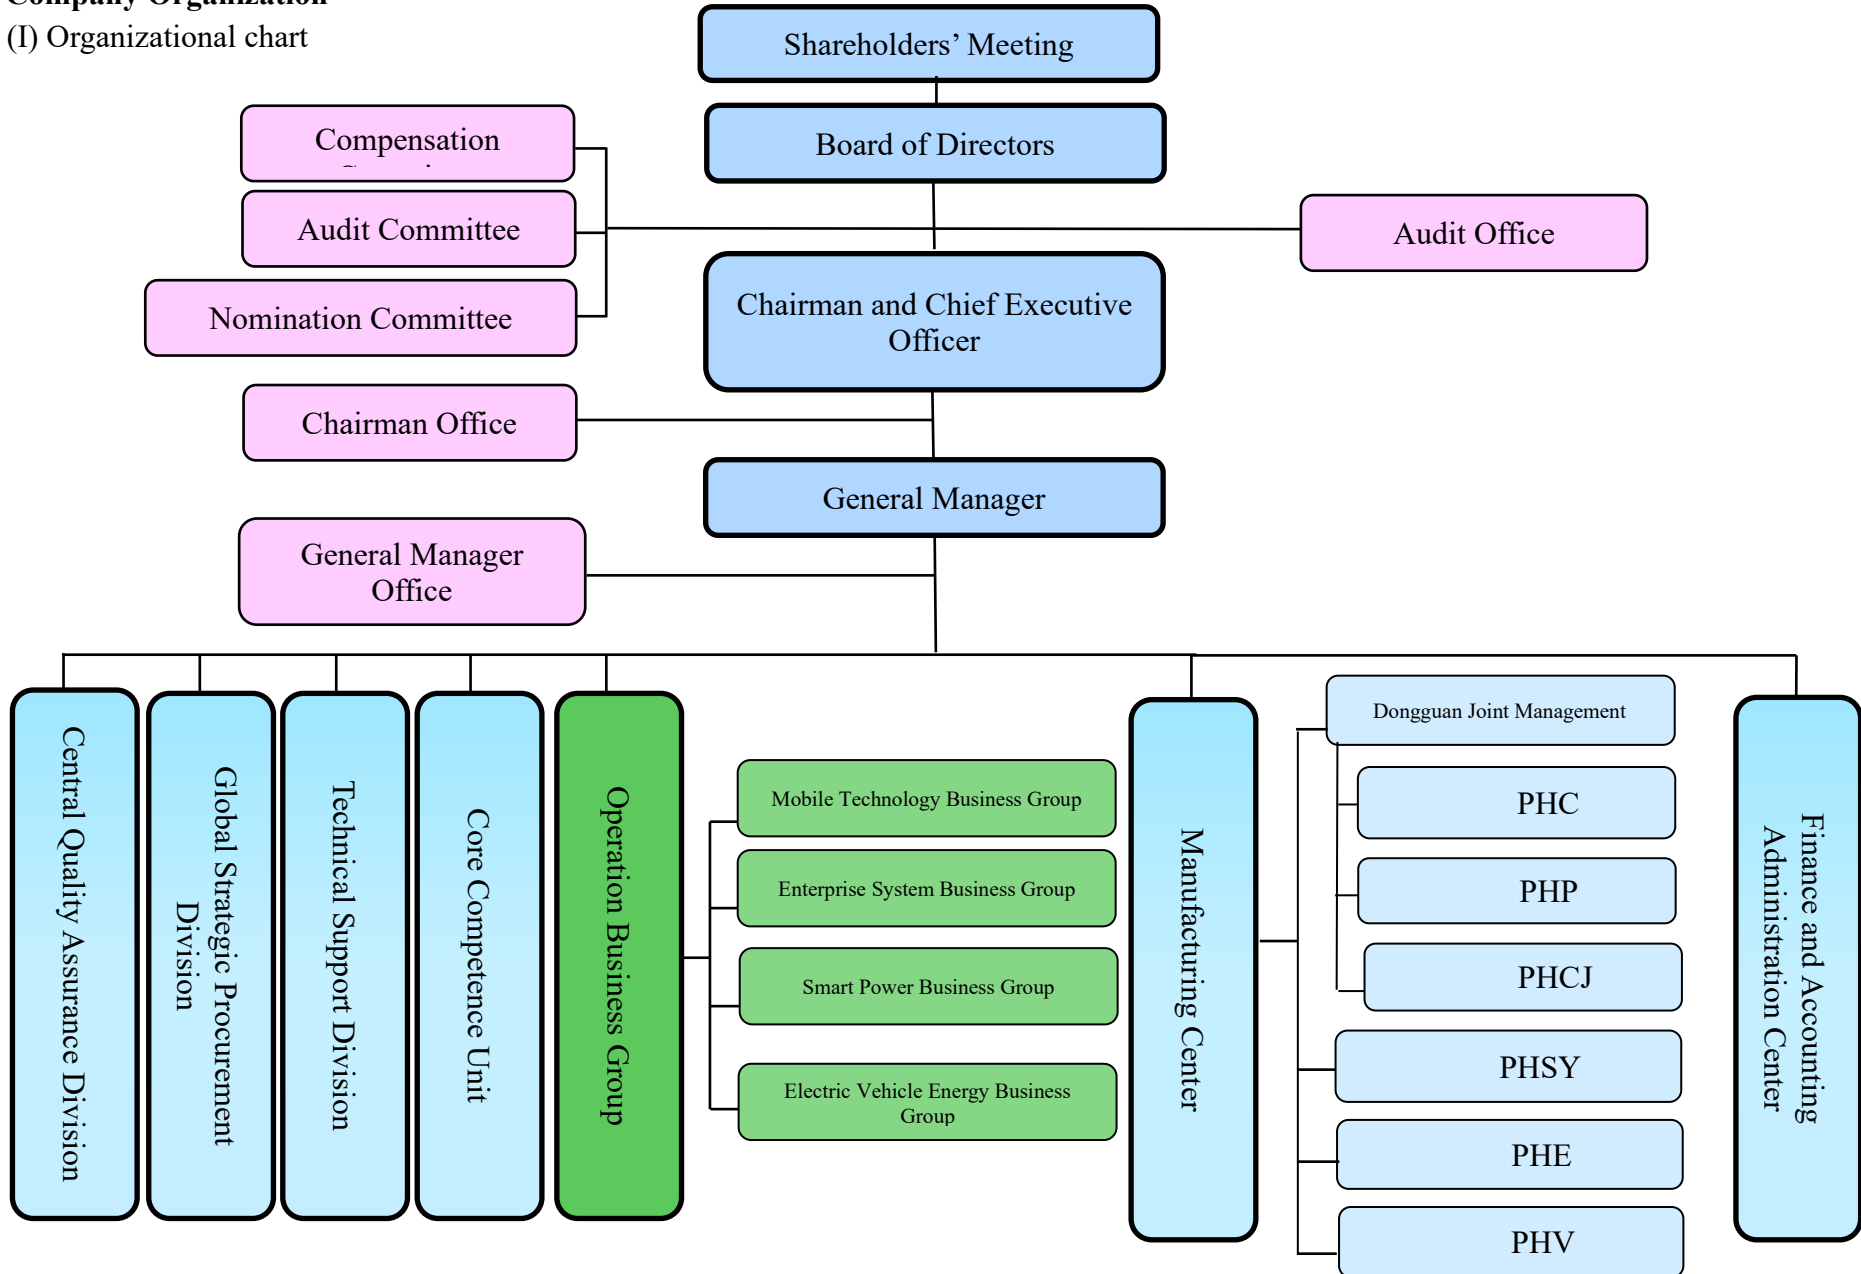 Company Organization
(I) Organizational chart
Shareholders’ Meeting
Board of Directors
Compensation
Audit Committee
Nomination Committee
Audit Office
Chairman and Chief Executive
Officer
Chairman Office
General Manager
General Manager
Office
Central Quality Assurance Division
Global Strategic Procurement
Division
Technical Support Division
Core Competence Unit
Operation Business Group
Mobile Technology Business Group
Enterprise System Business Group
Smart Power Business Group
Electric Vehicle Energy Business
Group
Manufacturing Center
Dongguan Joint Management
PHC
PHP
PHCJ
PHSY
PHE
PHV
Finance and Accounting
Administration Center